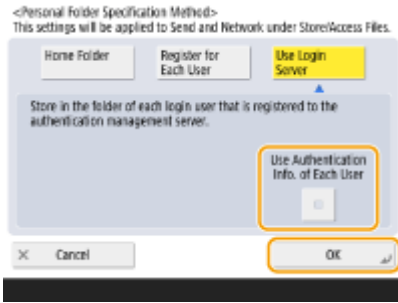 <Personal Folder Specification Method>
This settings will be applied to Send and Network under Store/Access Files.
Home Folder
Register for
Each User
Use Login
Server
Store in the folder of each login user that is registered to the
authentication management server.
Use Authentication
Info. of Each User
× Cancel
OK